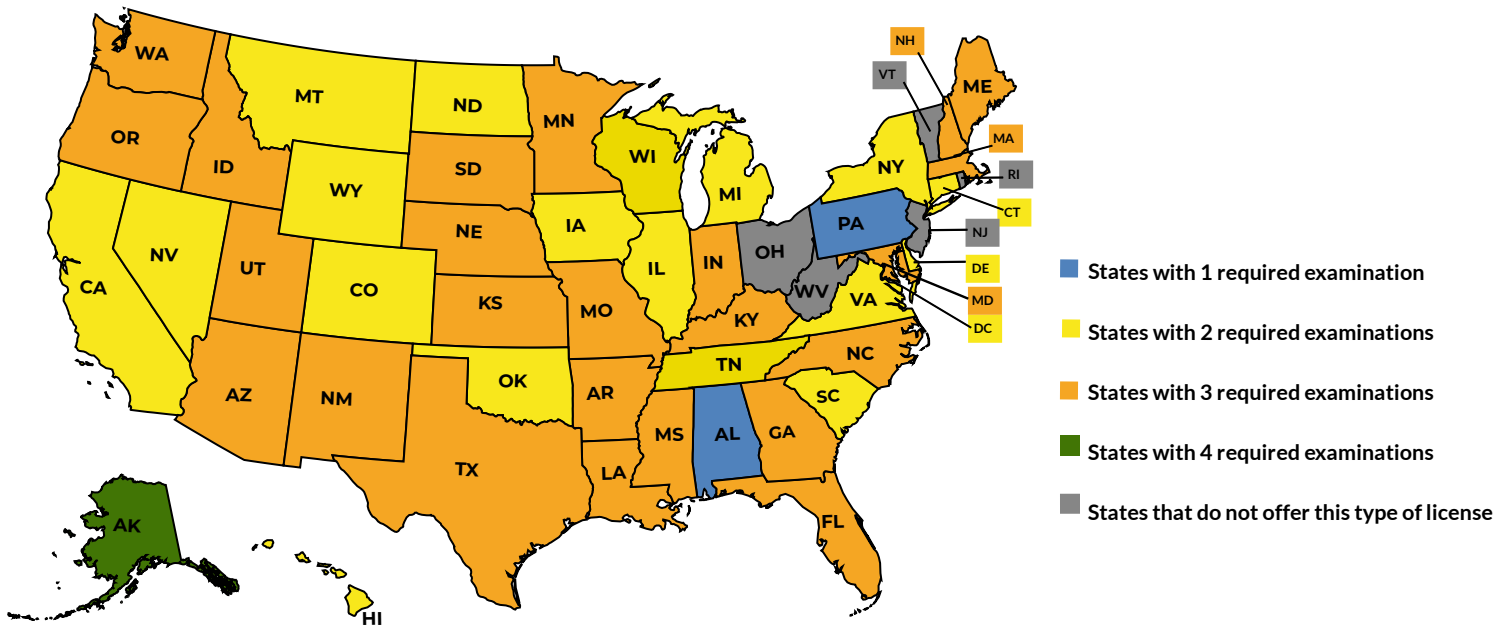 WA
OR
ID
MT
ND
MN
SD
WI
MI
NY
NH
VT
ME
MA
RI
CT
NJ
DE
MD
DC
PA
WY
NE
IA
IL
IN
OH
WV
VA
NV
UT
CO
KS
MO
KY
CA
AZ
NM
OK
AR
TN
NC
SC
TX
LA
MS
AL
GA
FL
AK
HI
States with 1 required examination
States with 2 required examinations
States with 3 required examinations
States with 4 required examinations
States that do not offer this type of license